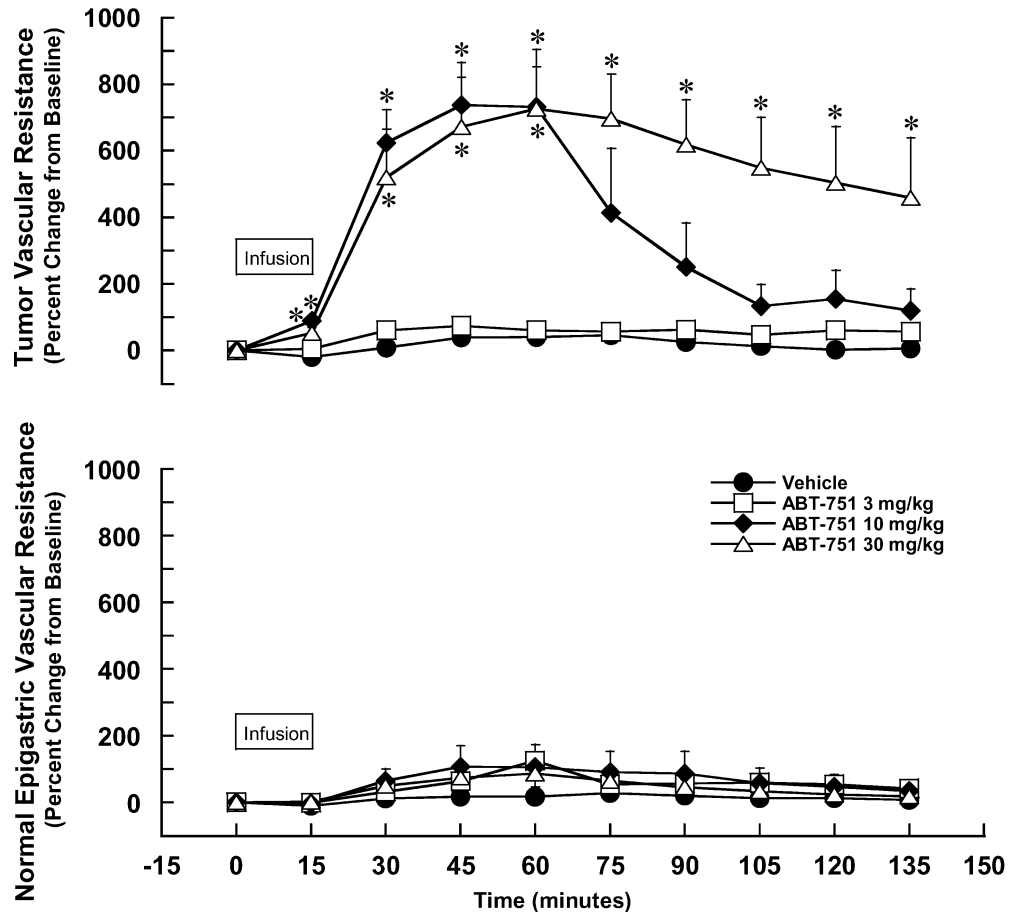 Tumor Vascular Resistance
(Percent Change from Baseline)
1000
800
600
400
200
0
Infusion
*
*
*
*
*
*
*
*
*
*
*
*
*
*
Normal Epigastric Vascular Resistance
(Percent Change from Baseline)
1000
800
600
400
200
0
Infusion
Vehicle
ABT-751 3 mg/kg
ABT-751 10 mg/kg
ABT-751 30 mg/kg
-15 0 15 30 45 60 75 90 105 120 135 150
Time (minutes)